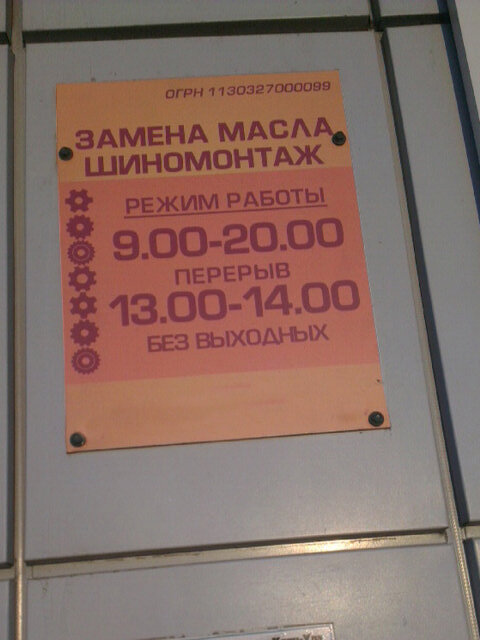 ОГРН 1130327000099
ЗАМЕНА МАСЛА
ШИНОМОНТАЖ
РЕЖИМ РАБОТЫ
9.00-20.00
ПЕРЕРЫВ
13.00-14.00
БЕЗ ВЫХОДНЫХ